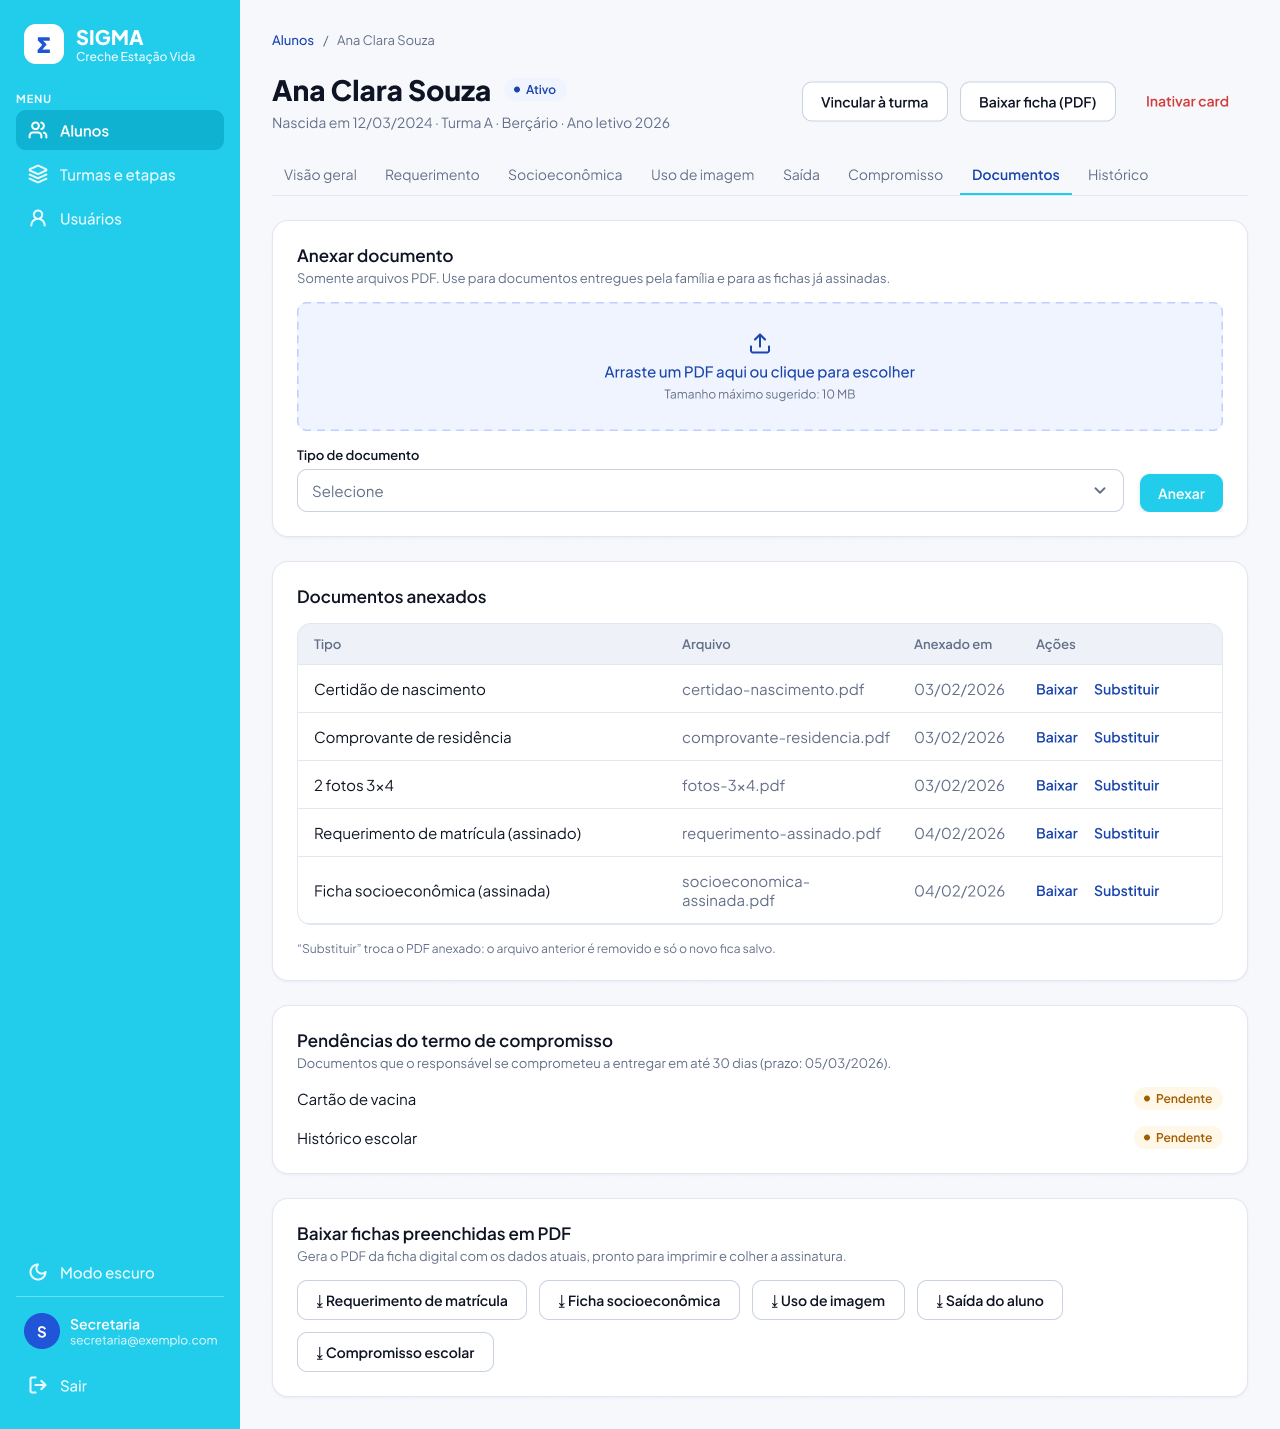 Σ
SIGMA
Creche Estação Vida
MENU
Alunos
Turmas e etapas
Usuários
Modo escuro
S
Secretaria
secretaria@exemplo.com
Sair
Alunos / Ana Clara Souza
Ana Clara Souza
Ativo
Nascida em 12/03/2024 · Turma A · Berçário · Ano letivo 2026
Vincular à turma
Baixar ficha (PDF)
Inativar card
Visão geral
Requerimento
Socioeconômica
Uso de imagem
Saída
Compromisso
Documentos
Histórico
Anexar documento
Somente arquivos PDF. Use para documentos entregues pela família e para as fichas já assinadas.
Arraste um PDF aqui ou clique para escolher
Tamanho máximo sugerido: 10 MB
Tipo de documento
Selecione
Anexar
Documentos anexados
Tipo Arquivo Anexado em Ações
Certidão de nascimento certidao-nascimento.pdf 03/02/2026 Baixar Substituir
Comprovante de residência comprovante-residencia.pdf 03/02/2026 Baixar Substituir
2 fotos 3×4 fotos-3×4.pdf 03/02/2026 Baixar Substituir
Requerimento de matrícula (assinado) requerimento-assinado.pdf 04/02/2026 Baixar Substituir
Ficha socioeconômica (assinada) socioeconomica-
assinada.pdf 04/02/2026 Baixar Substituir
“Substituir” troca o PDF anexado: o arquivo anterior é removido e só o novo fica salvo.
Pendências do termo de compromisso
Documentos que o responsável se comprometeu a entregar em até 30 dias (prazo: 05/03/2026).
Cartão de vacina Pendente
Histórico escolar Pendente
Baixar fichas preenchidas em PDF
Gera o PDF da ficha digital com os dados atuais, pronto para imprimir e colher a assinatura.
⤓ Requerimento de matrícula
⤓ Ficha socioeconômica
⤓ Uso de imagem
⤓ Saída do aluno
⤓ Compromisso escolar